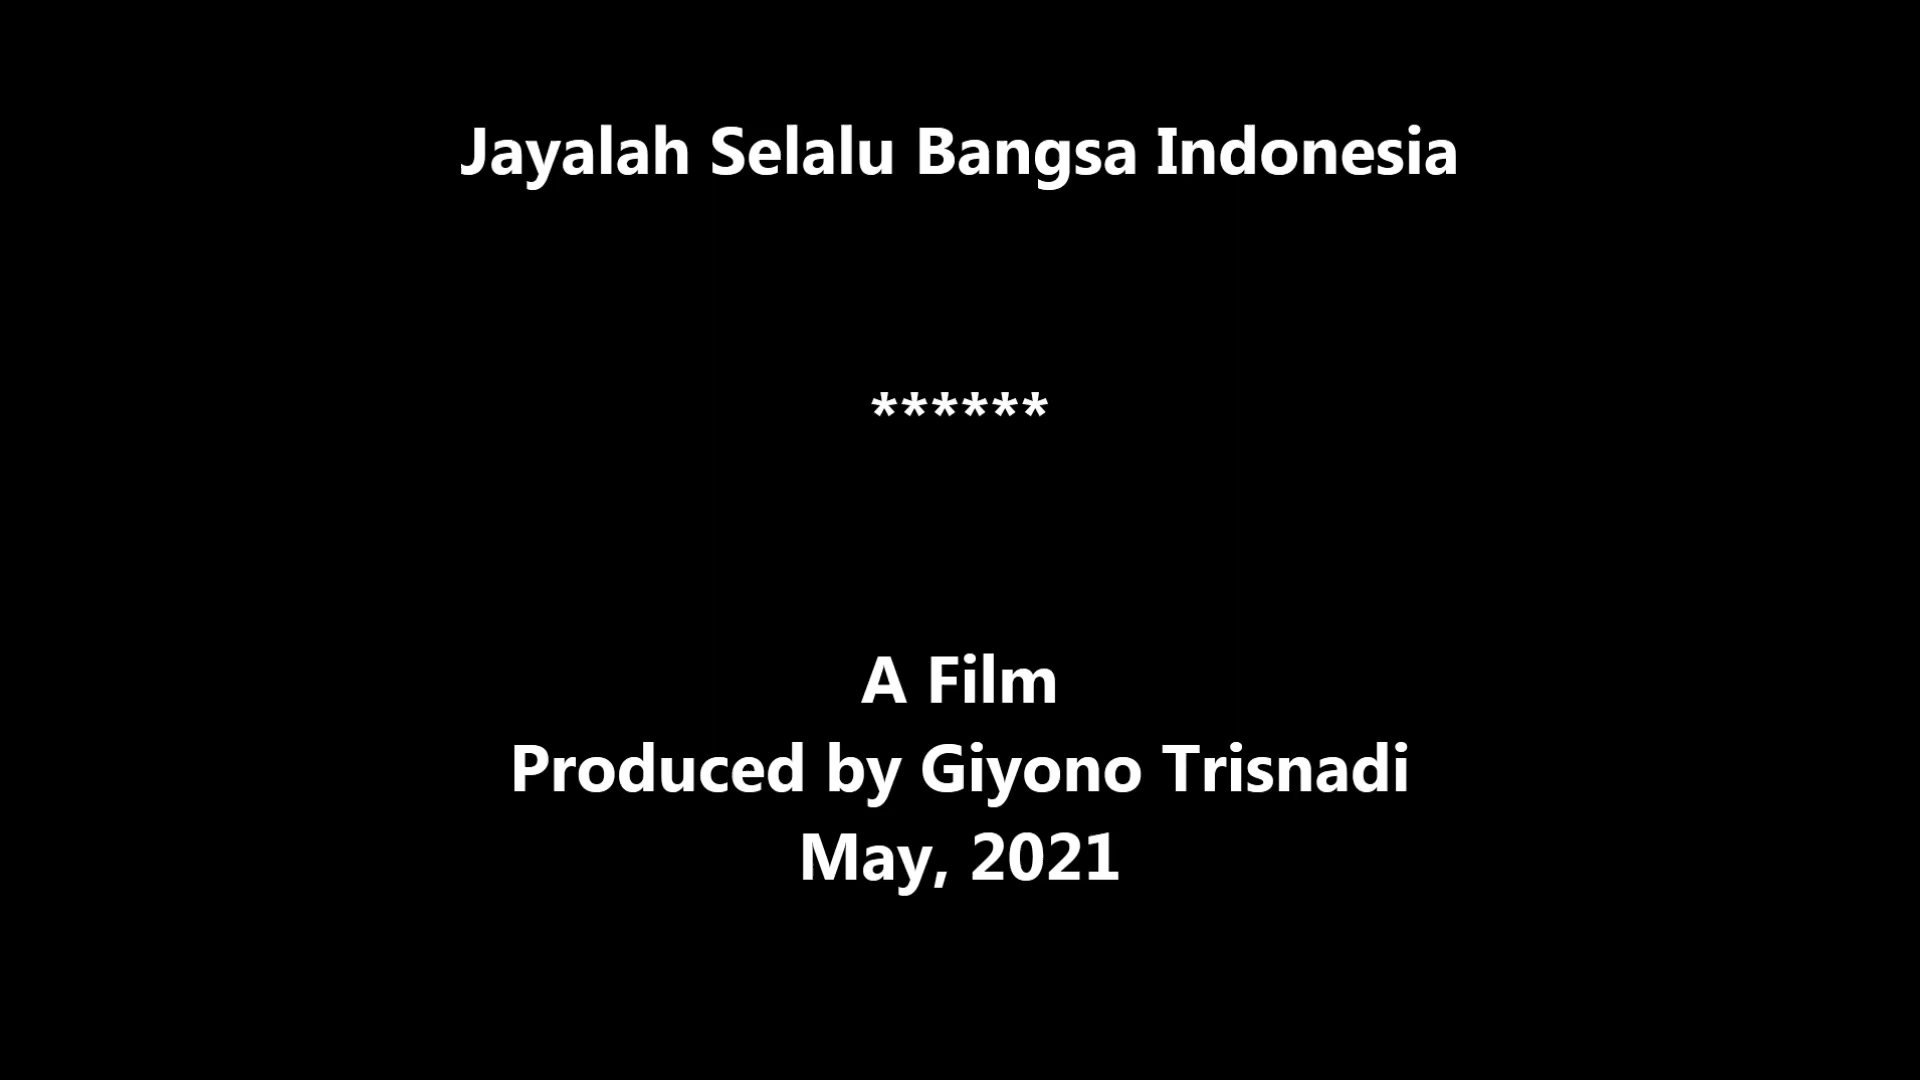 Jayalah Selalu Bangsa Indonesia
******
A Film
Produced by Giyono Trisnadi
May, 2021